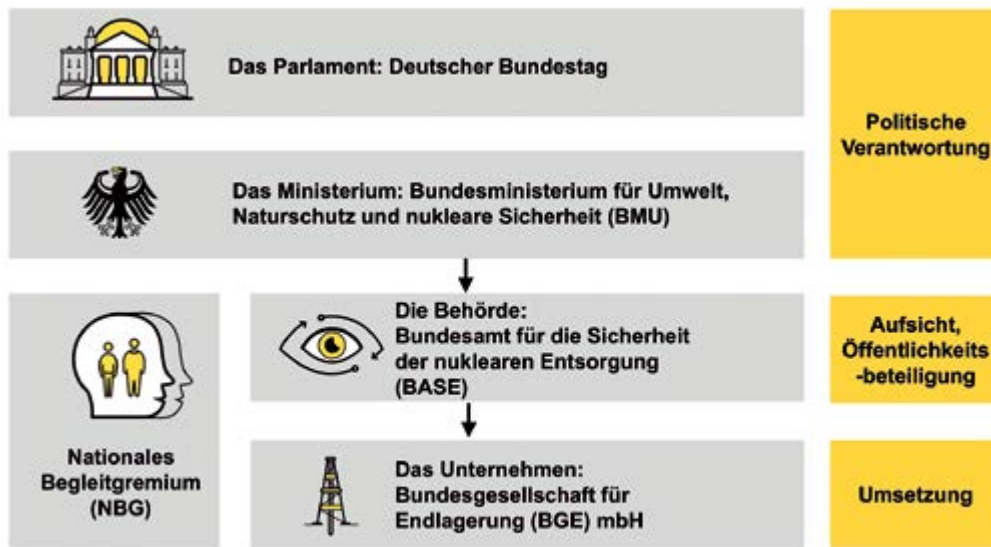 Das Parlament: Deutscher Bundestag
Politische
Verantwortung
Das Ministerium: Bundesministerium für Umwelt,
Naturschutz und nukleare Sicherheit (BMU)
Die Behörde:
Bundesamt für die Sicherheit
der nuklearen Entsorgung
(BASE)
Aufsicht,
Öffentlichkeits
-beteiligung
Nationales
Begleitgremium
(NBG)
Das Unternehmen:
Bundesgesellschaft für
Endlagerung (BGE) mbH
Umsetzung